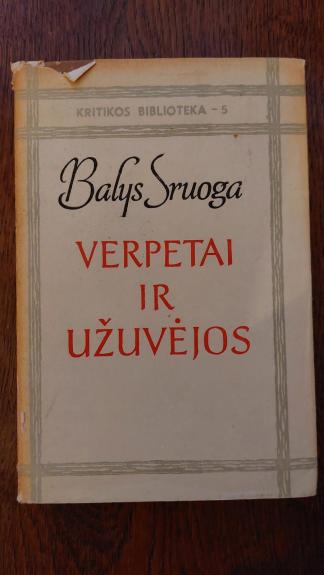 KRITIKOS BIBLIOTEKA - 5
Balys Sruoga
VERPETAI
IR
UŽUVĖJOS